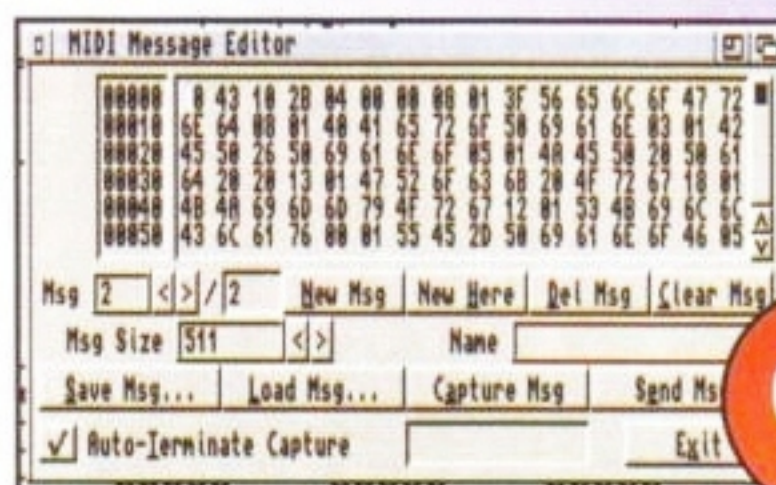 MIDI Message Editor
00000 0 43 10 2B 04 00 00 08 01 3F 56 65 6C 6F 47 72
00010 6E 64 08 01 40 41 65 72 6F 50 69 61 6E 03 01 42
00020 45 50 26 50 69 61 6E 6F 05 01 4A 45 50 20 50 61
00030 64 20 20 13 01 47 52 6F 63 6B 20 4F 72 67 18 01
00040 4B 4A 69 6D 6D 79 4F 72 67 12 01 53 4B 69 6C 6C
00050 43 6C 61 76 00 01 55 45 2D 50 69 61 6E 6F 46 05
Msg 2 < > / 2 New Msg New Here Del Msg Clear Msg
Msg Size 511 < > Name
Save Msg... Load Msg... Capture Msg Send Ms
Auto-Terminate Capture Exit